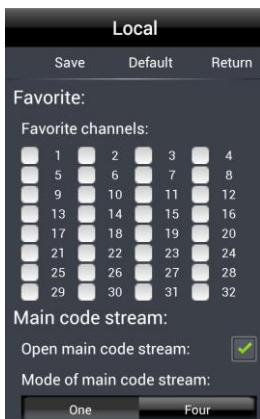 Local
Save Default Return
Favorite:
Favorite channels:
1 2 3 4
5 6 7 8
9 10 11 12
13 14 15 16
17 18 19 20
21 22 23 24
25 26 27 28
29 30 31 32
Main code stream:
Open main code stream:
Mode of main code stream:
One Four